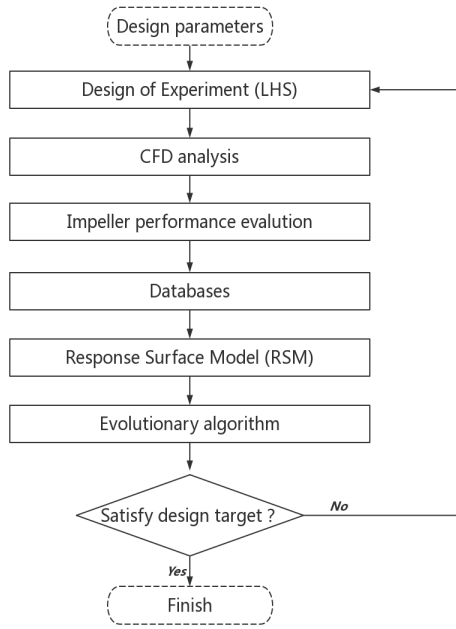 Design parameters
Design of Experiment (LHS)
CFD analysis
Impeller performance evalution
Databases
Response Surface Model (RSM)
Evolutionary algorithm
Satisfy design target ?
No
Yes
Finish